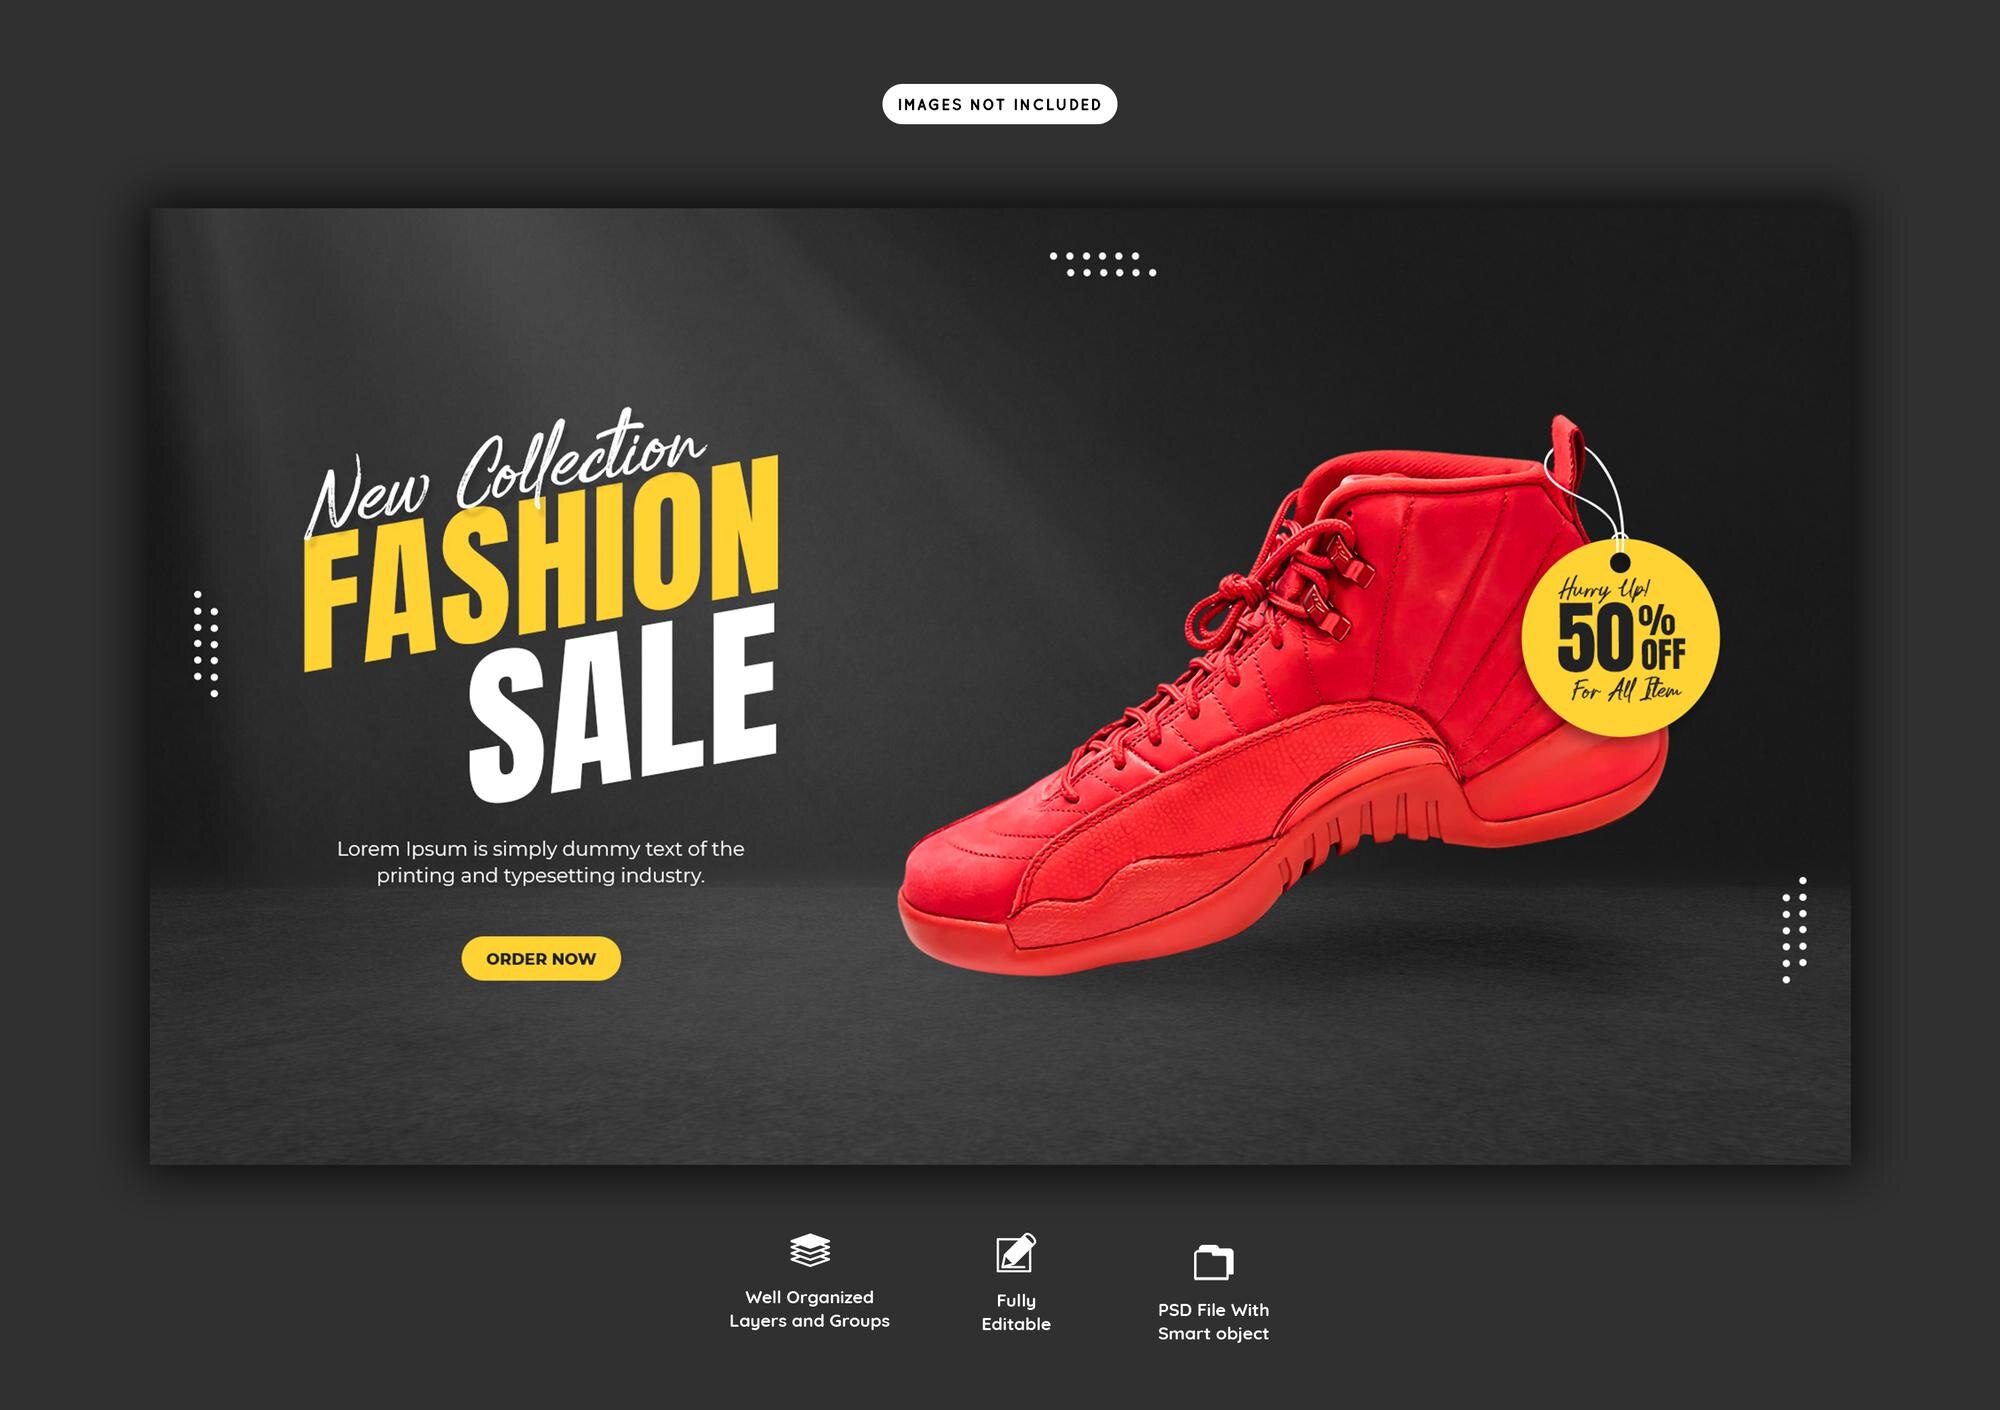 IMAGES NOT INCLUDED
New Collection
FASHION
SALE
Lorem Ipsum is simply dummy text of the
printing and typesetting industry.
ORDER NOW
Hurry Up!
50% OFF
For All Item
Well Organized
Layers and Groups
Fully
Editable
PSD File With
Smart object